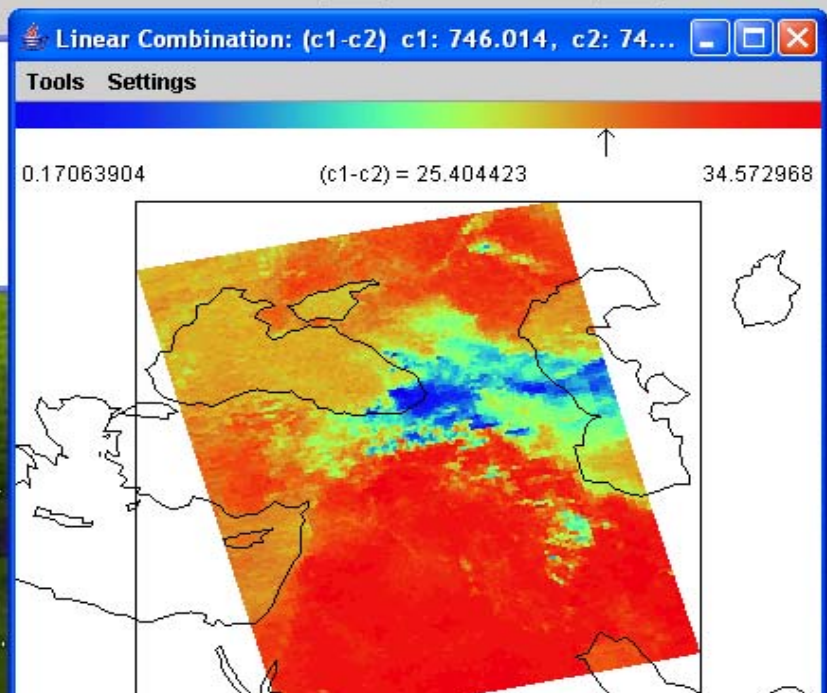 Linear Combination: (c1-c2) c1: 746.014, c2: 74...
Tools Settings
0.17063904 (c1-c2) = 25.404423 34.572968